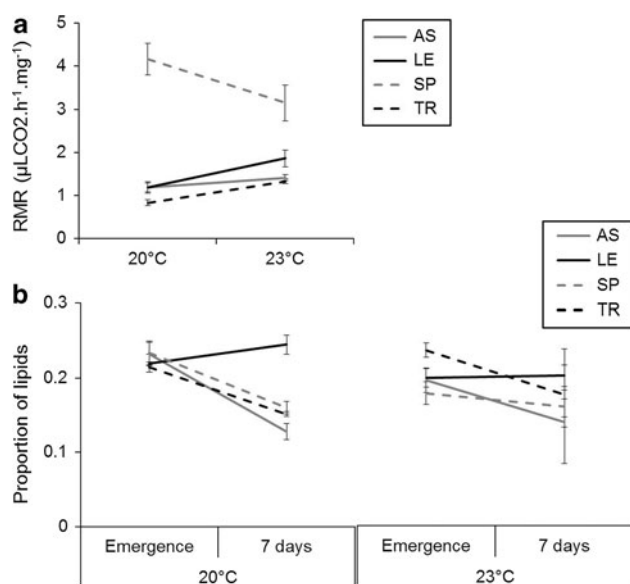 a
RMR (µLCO2.h-1.mg-1)
5
4
3
2
1
0
20°C 23°C
AS
LE
SP
TR
b
Proportion of lipids
0.3
0.2
0.1
0
AS
LE
SP
TR
Emergence 7 days Emergence 7 days
20°C 23°C